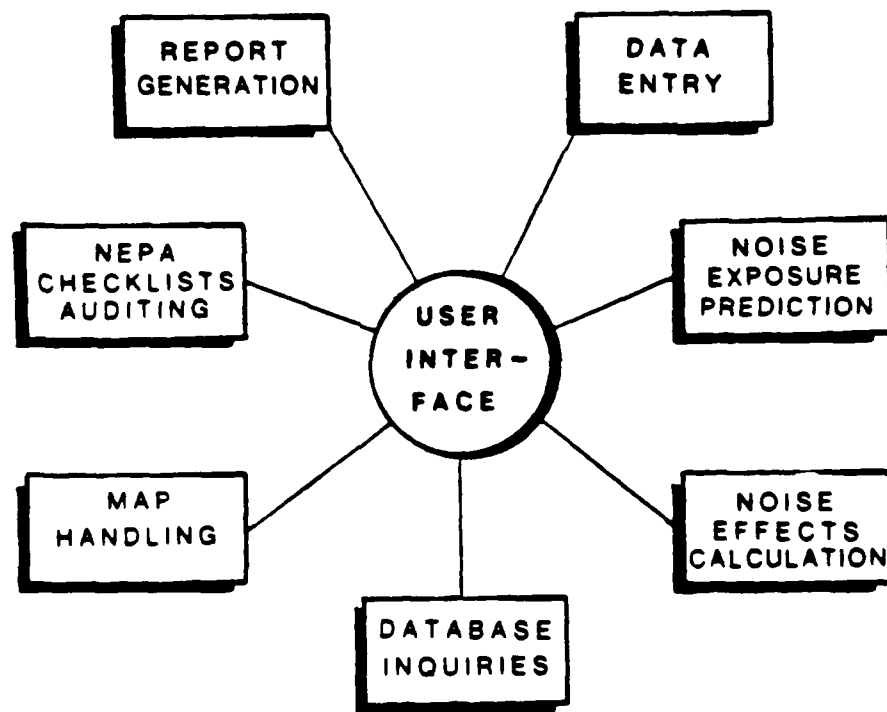 REPORT
GENERATION
DATA
ENTRY
NEPA
CHECKLISTS
AUDITING
NOISE
EXPOSURE
PREDICTION
USER
INTER-
FACE
MAP
HANDLING
NOISE
EFFECTS
CALCULATION
DATABASE
INQUIRIES